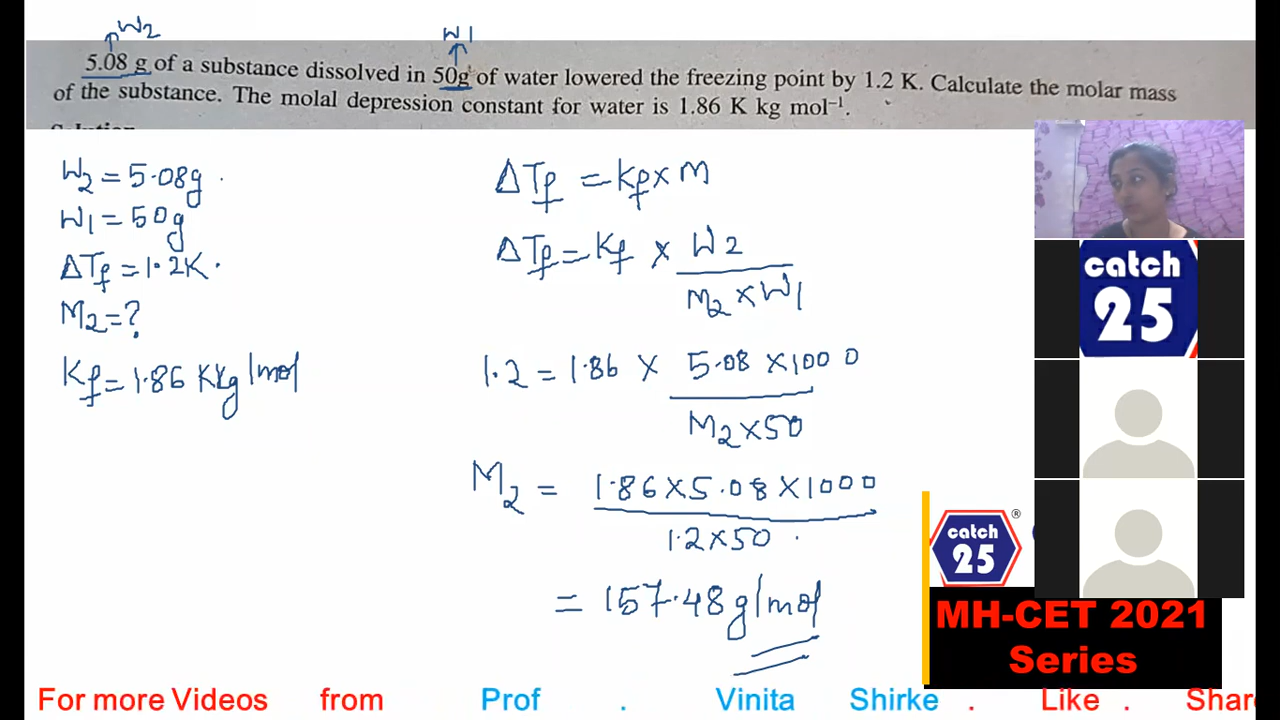 W2
W1
5.08 g of a substance dissolved in 50g of water lowered the freezing point by 1.2 K. Calculate the molar mass
of the substance. The molal depression constant for water is 1.86 K kg mol⁻¹.
W2 = 5.08g
W1 = 50g
ΔTf = 1.2K
M2 = ?
Kf = 1.86 KKg/mol
ΔTf = Kf x m
ΔTf = Kf x W2
M2 x W1
1.2 = 1.86 x 5.08 x 1000
M2 x 50
M2 = 1.86 x 5.08 x 1000
1.2 x 50
= 157.48 g/mol
catch
25
catch
25
®
MH-CET 2021
Series
For more Videos from Prof . Vinita Shirke . Like . Shar